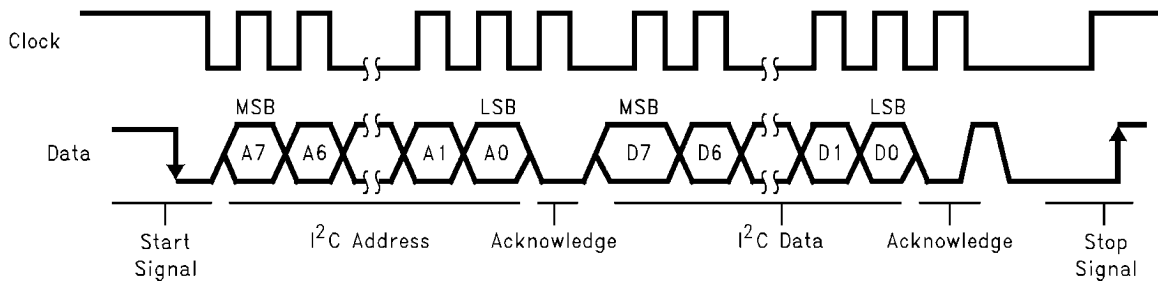 Clock
MSB LSB MSB LSB
Data A7 A6 A1 A0 D7 D6 D1 D0
Start Signal
I²C Address
Acknowledge
I²C Data
Acknowledge
Stop Signal